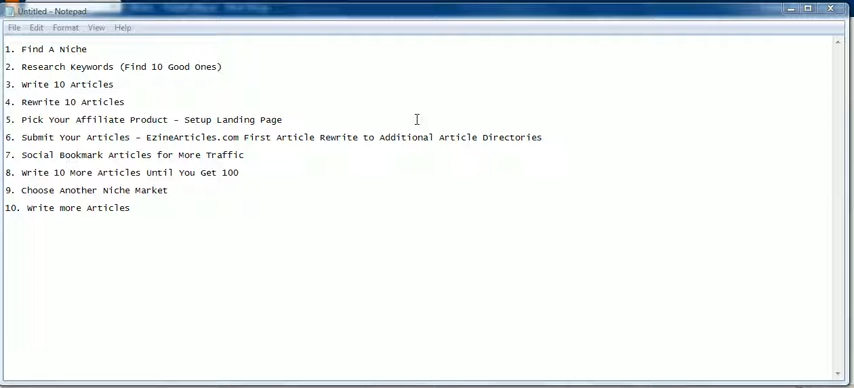 Untitled - Notepad
File Edit Format View Help
1. Find A Niche
2. Research Keywords (Find 10 Good Ones)
3. Write 10 Articles
4. Rewrite 10 Articles
5. Pick Your Affiliate Product - Setup Landing Page
6. Submit Your Articles - EzineArticles.com First Article Rewrite to Additional Article Directories
7. Social Bookmark Articles for More Traffic
8. Write 10 More Articles Until You Get 100
9. Choose Another Niche Market
10. Write more Articles